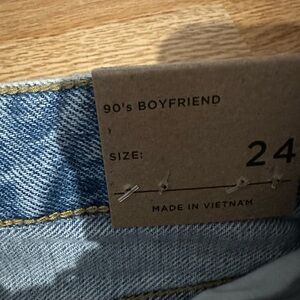 90's BOYFRIEND
SIZE: 24
MADE IN VIETNAM